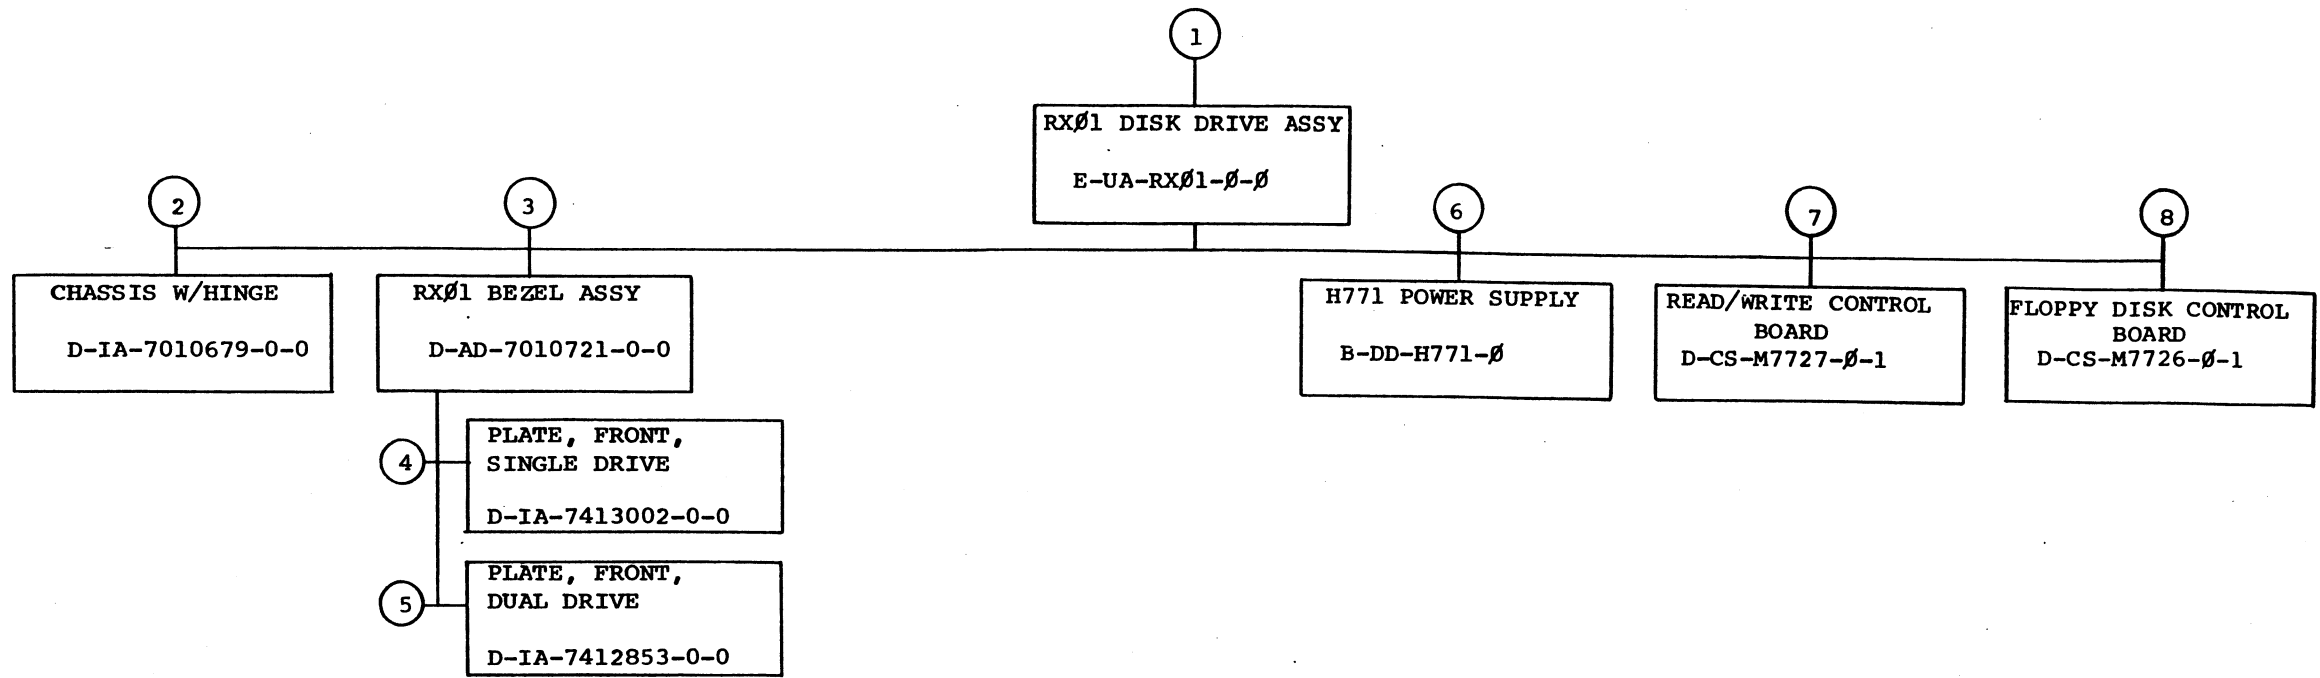 1
RXØ1 DISK DRIVE ASSY
E-UA-RXØ1-Ø-Ø
2
CHASSIS W/HINGE
D-IA-7010679-0-0
3
RXØ1 BEZEL ASSY
D-AD-7010721-0-0
4
PLATE, FRONT,
SINGLE DRIVE
D-IA-7413002-0-0
5
PLATE, FRONT,
DUAL DRIVE
D-IA-7412853-0-0
6
H771 POWER SUPPLY
B-DD-H771-Ø
7
READ/WRITE CONTROL
BOARD
D-CS-M7727-Ø-1
8
FLOPPY DISK CONTROL
BOARD
D-CS-M7726-Ø-1